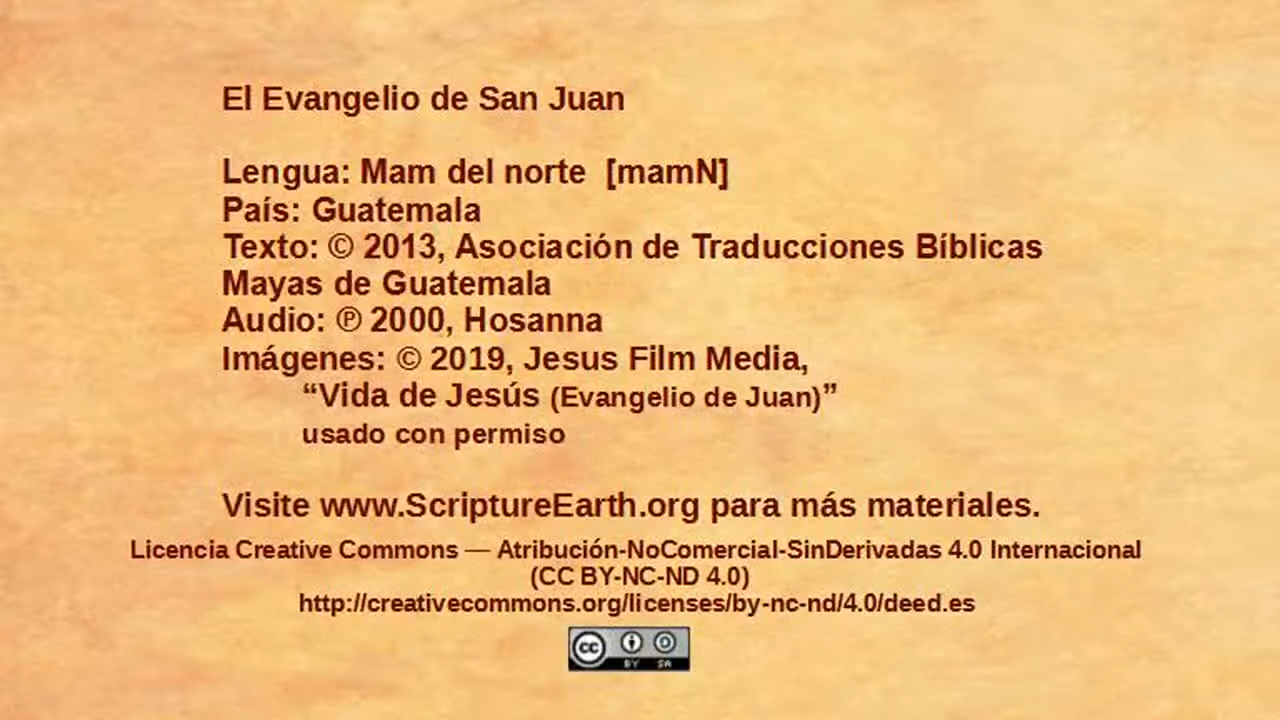 El Evangelio de San Juan
Lengua: Mam del norte [mamN]
País: Guatemala
Texto: © 2013, Asociación de Traducciones Bíblicas
Mayas de Guatemala
Audio: ℗ 2000, Hosanna
Imágenes: © 2019, Jesus Film Media,
“Vida de Jesús (Evangelio de Juan)”
usado con permiso
Visite www.ScriptureEarth.org para más materiales.
Licencia Creative Commons — Atribución-NoComercial-SinDerivadas 4.0 Internacional
(CC BY-NC-ND 4.0)
http://creativecommons.org/licenses/by-nc-nd/4.0/deed.es
cc BY SA